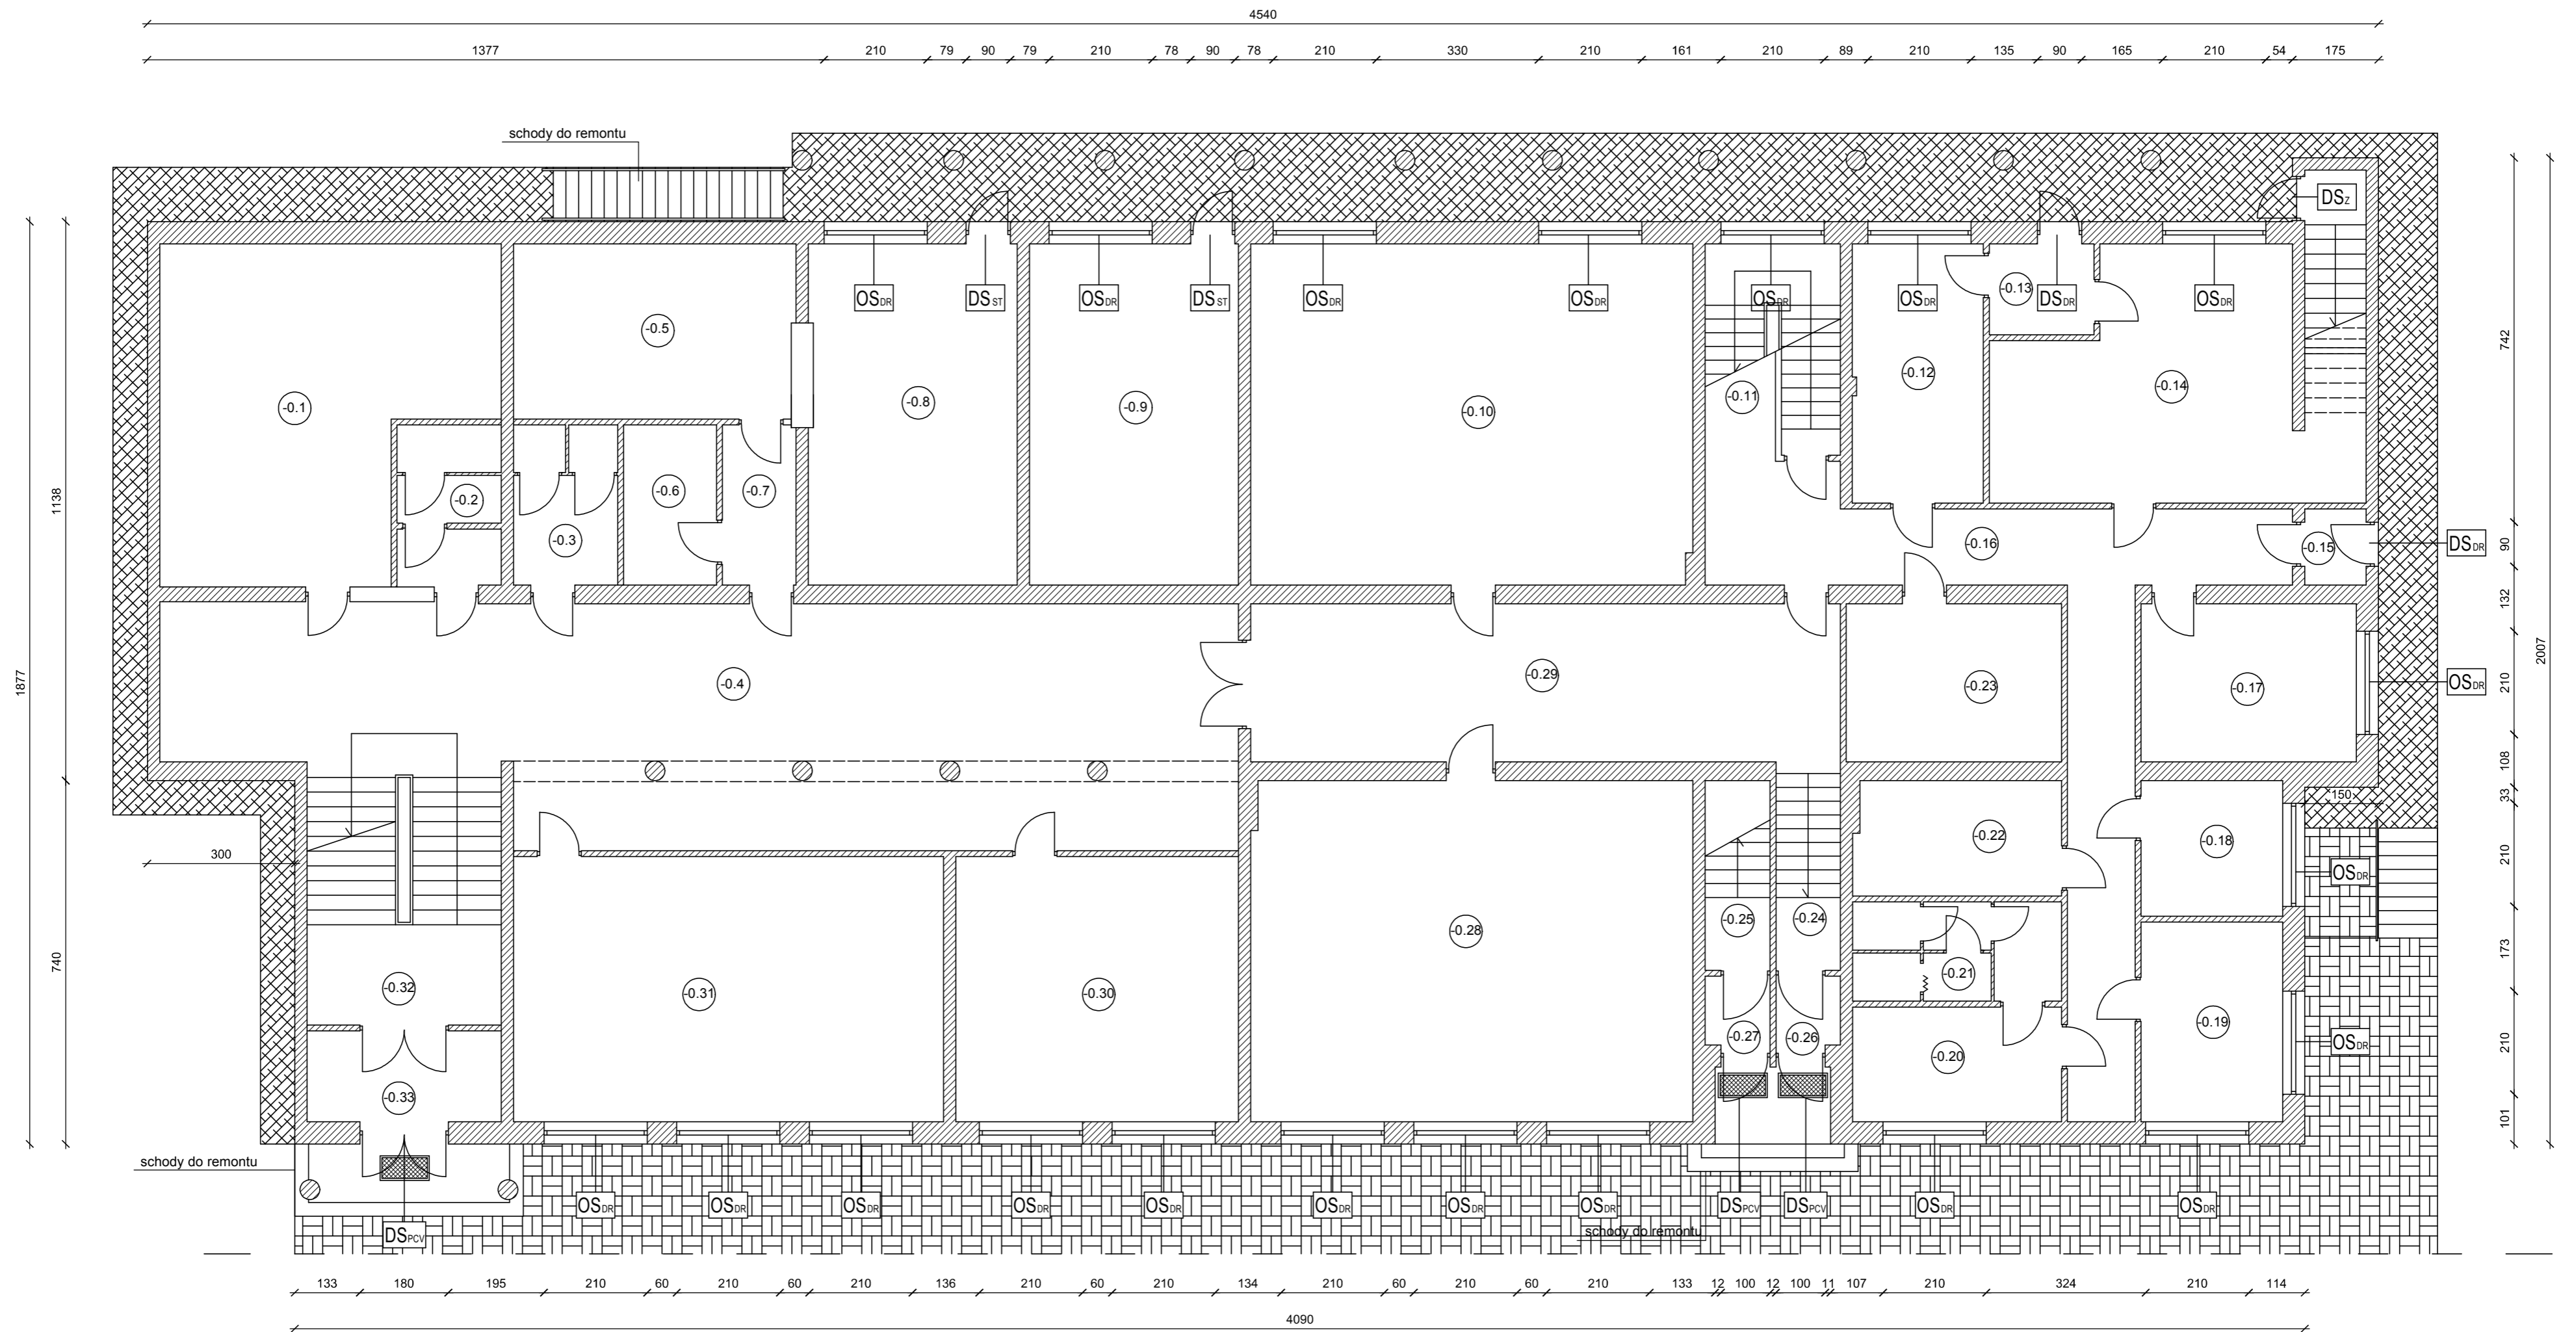 4540
1377 210 79 90 79 210 78 90 78 210 330 210 161 210 89 210 135 90 165 210 54 175
schody do remontu
DSZ
OSDR DSST OSDR DSST OSDR OSDR OSDR OSDR -0.13 DSDR OSDR
-0.5
-0.12
-0.14
-0.1 -0.8 -0.9 -0.10 -0.11
742
-0.2 -0.6 -0.7
1138
-0.3 -0.16 -0.15 DSDR 90
132
1877 -0.4 -0.29 -0.23 -0.17 OSDR 210 2007
108
150 33
-0.22 -0.18
300 210
OSDR
-0.28 -0.25 -0.24
740 173
-0.32 -0.31 -0.30 -0.21
-0.19
-0.27 -0.26 OSDR 210
-0.20
-0.33
101
schody do remontu
OSDR OSDR OSDR OSDR OSDR OSDR OSDR OSDR DSPCV DSPCV OSDR OSDR
DSPCV schody do remontu
133 180 195 210 60 210 60 210 136 210 60 210 134 210 60 210 60 210 133 12 100 12 100 11 107 210 324 210 114
4090